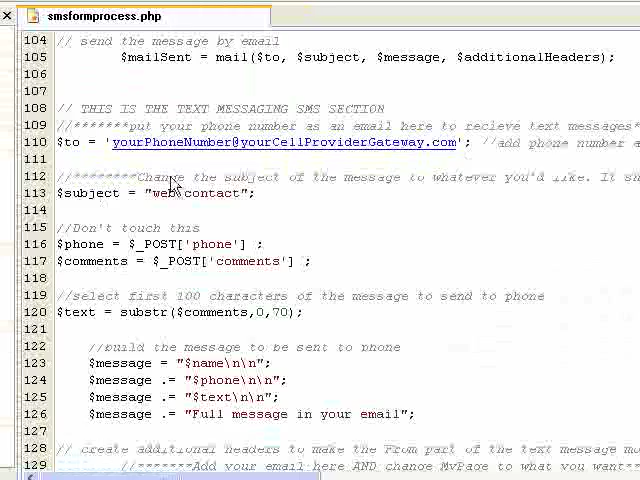 smsformprocess.php
104 // send the message by email
105 $mailSent = mail($to, $subject, $message, $additionalHeaders);
106
107
108 // THIS IS THE TEXT MESSAGING SMS SECTION
109 //*******put your phone number as an email here to recieve text messages*
110 $to = 'yourPhoneNumber@yourCellProviderGateway.com'; //add phone number a
111
112 //********Change the subject of the message to whatever you'd like. It sh
113 $subject = "web contact";
114
115 //Don't touch this
116 $phone = $_POST['phone'] ;
117 $comments = $_POST['comments'] ;
118
119 //select first 100 characters of the message to send to phone
120 $text = substr($comments,0,70);
121
122 //build the message to be sent to phone
123 $message = "$name\n\n";
124 $message .= "$phone\n\n";
125 $message .= "$text\n\n";
126 $message .= "Full message in your email";
127
128 // create additional headers to make the From part of the text message mo
129 //*******Add your email here AND change MyPage to what you want**